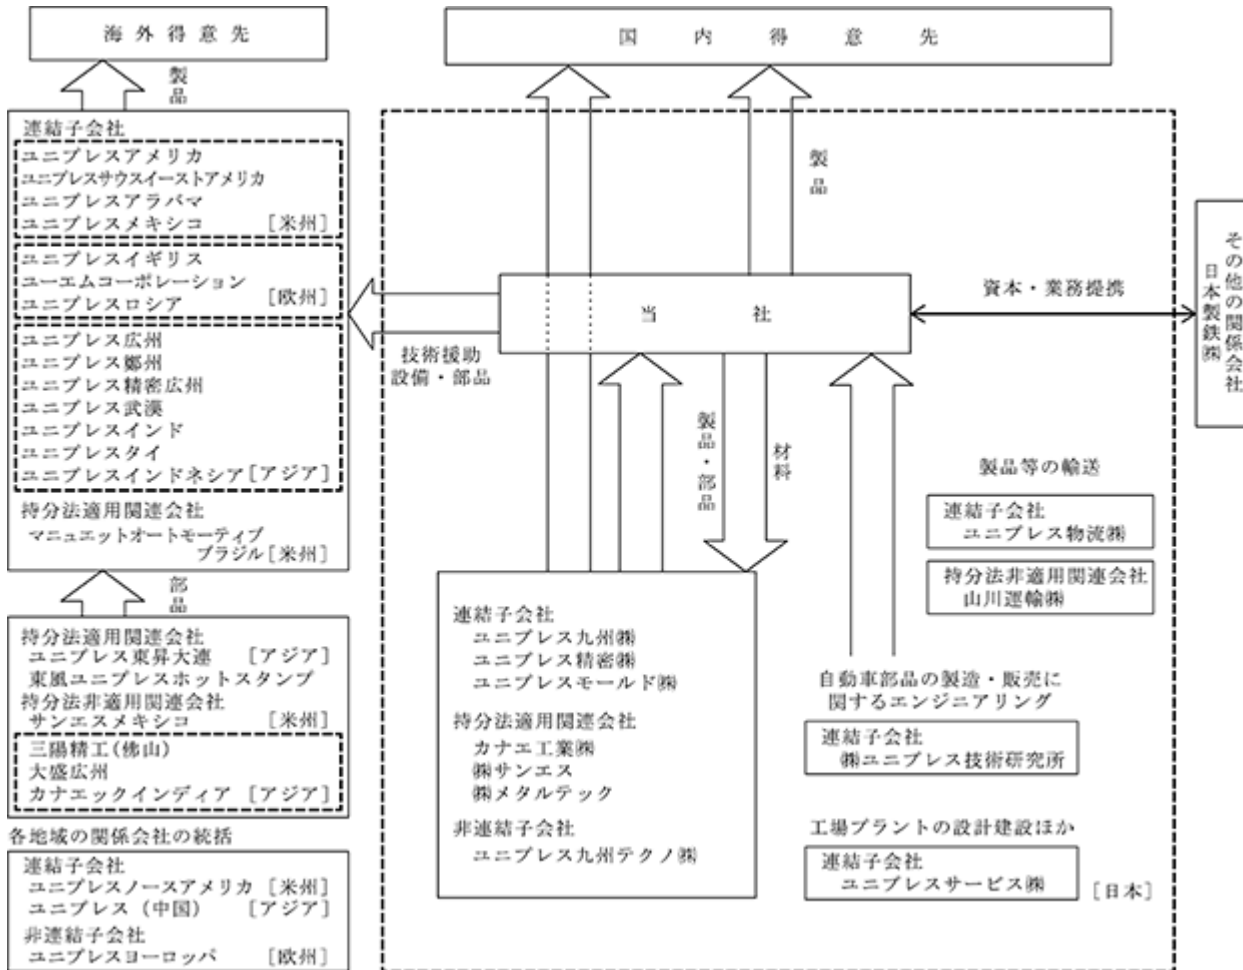 海外得意先
国内得意先
製品
連結子会社
ユニプレスアメリカ
ユニプレスサウスイーストアメリカ
ユニプレスアラバマ
ユニプレスメキシコ [米州]
ユニプレスイギリス
ユーエムコーポレーション
ユニプレスロシア [欧州]
ユニプレス広州
ユニプレス鄭州
ユニプレス精密広州
ユニプレス武漢
ユニプレスインド
ユニプレスタイ
ユニプレスインドネシア [アジア]
持分法適用関連会社
マニュエットオートモーティブ
ブラジル [米州]
部品
持分法適用関連会社
ユニプレス東昇大連 [アジア]
東風ユニプレスホットスタンプ
持分法非適用関連会社
サンエスメキシコ [米州]
三陽精工(佛山)
大盛広州
カナエックインディア [アジア]
各地域の関係会社の統括
連結子会社
ユニプレスノースアメリカ [米州]
ユニプレス（中国） [アジア]
非連結子会社
ユニプレスヨーロッパ [欧州]
製品
当社
技術援助
設備・部品
資本・業務提携
その他の関係会社
日本製鉄㈱
製品・部品
材料
連結子会社
ユニプレス九州㈱
ユニプレス精密㈱
ユニプレスモールド㈱
持分法適用関連会社
カナエ工業㈱
㈱サンエス
㈱メタルテック
非連結子会社
ユニプレス九州テクノ㈱
製品等の輸送
連結子会社
ユニプレス物流㈱
持分法非適用関連会社
山川運輸㈱
自動車部品の製造・販売に
関するエンジニアリング
連結子会社
㈱ユニプレス技術研究所
工場プラントの設計建設ほか
連結子会社
ユニプレスサービス㈱
[日本]